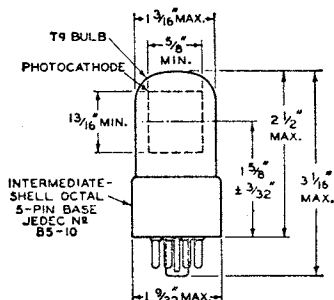 1 3/16" MAX.
T9 BULB
5/8"
MIN.
PHOTOCATHODE
13/16" MIN.
2 1/2"
MAX.
1 5/8"
± 3/32"
3 1/16"
MAX.
INTERMEDIATE-
SHELL OCTAL
5-PIN BASE
JEDEC Nº
B5-10
1 9/32" MAX.